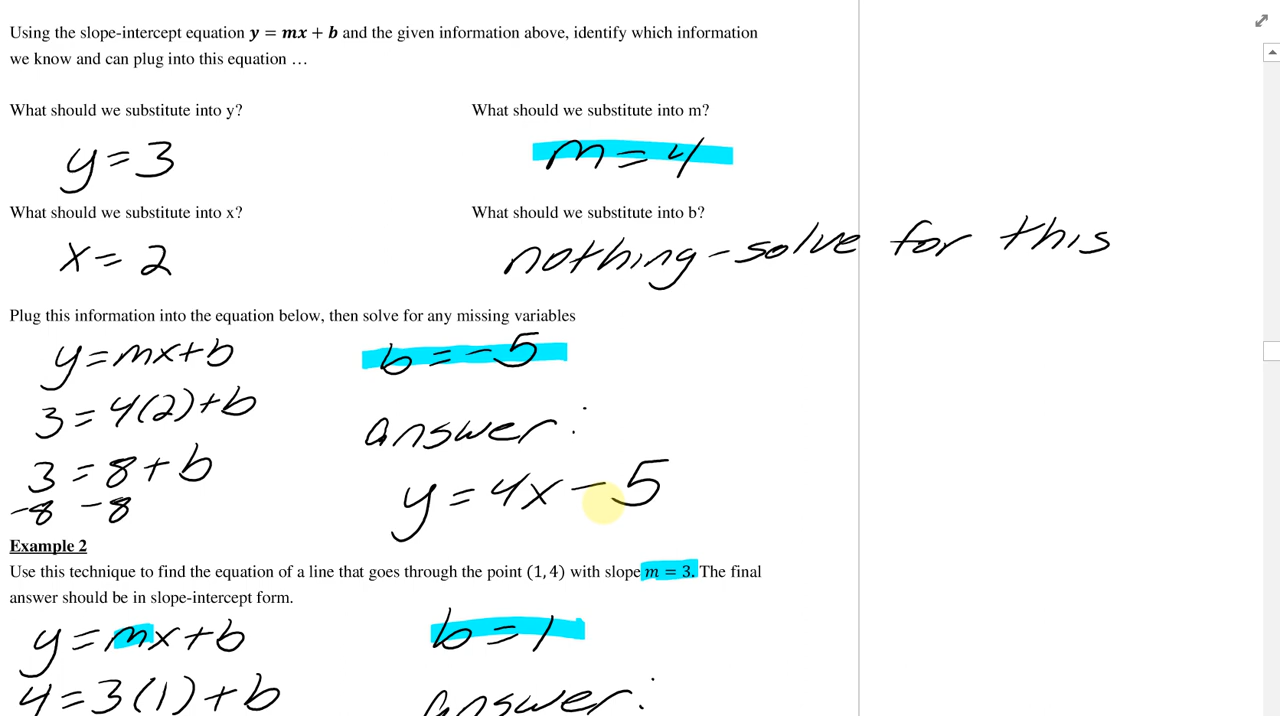 Using the slope-intercept equation y = mx + b and the given information above, identify which information
we know and can plug into this equation …
What should we substitute into y?
What should we substitute into m?
y = 3
m = 4
What should we substitute into x?
What should we substitute into b?
x = 2
nothing - solve for this
Plug this information into the equation below, then solve for any missing variables
y = mx + b
b = -5
3 = 4(2) + b
answer:
3 = 8 + b
y = 4x - 5
-8 -8
Example 2
Use this technique to find the equation of a line that goes through the point (1, 4) with slope m = 3. The final
answer should be in slope-intercept form.
y = mx + b
b = 1
4 = 3(1) + b
answer: